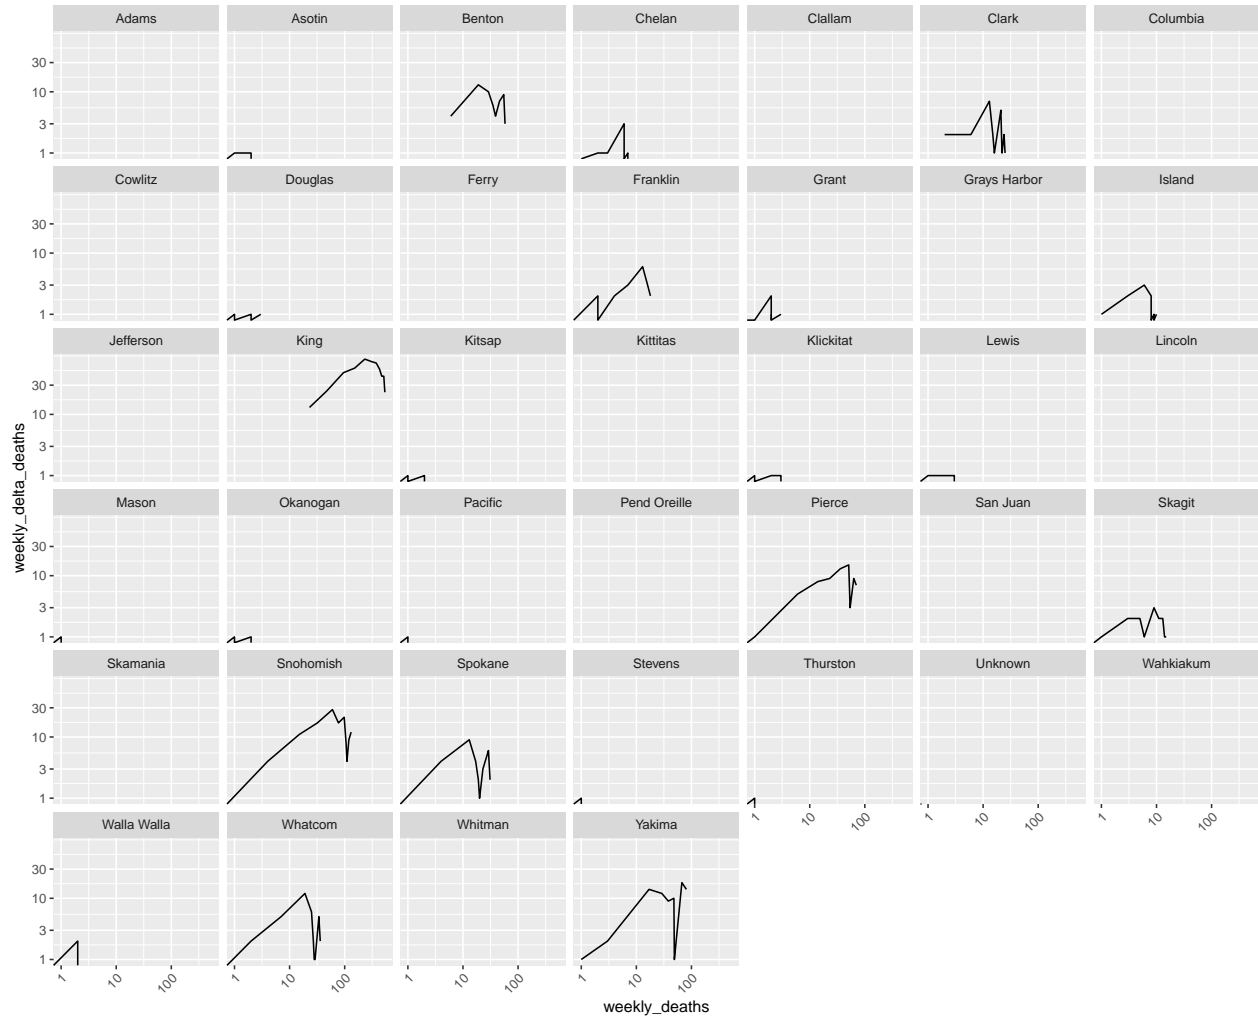 Adams Asotin Benton Chelan Clallam Clark Columbia
30
10
3
1
Cowlitz Douglas Ferry Franklin Grant Grays Harbor Island
30
10
3
1
Jefferson King Kitsap Kittitas Klickitat Lewis Lincoln
30
10
3
1
weekly_delta_deaths
Mason Okanogan Pacific Pend Oreille Pierce San Juan Skagit
30
10
3
1
Skamania Snohomish Spokane Stevens Thurston Unknown Wahkiakum
30
10
3
1
1 10 100 1 10 100 1 10 100
Walla Walla Whatcom Whitman Yakima
30
10
3
1
1 10 100 1 10 100 1 10 100 1 10 100
weekly_deaths